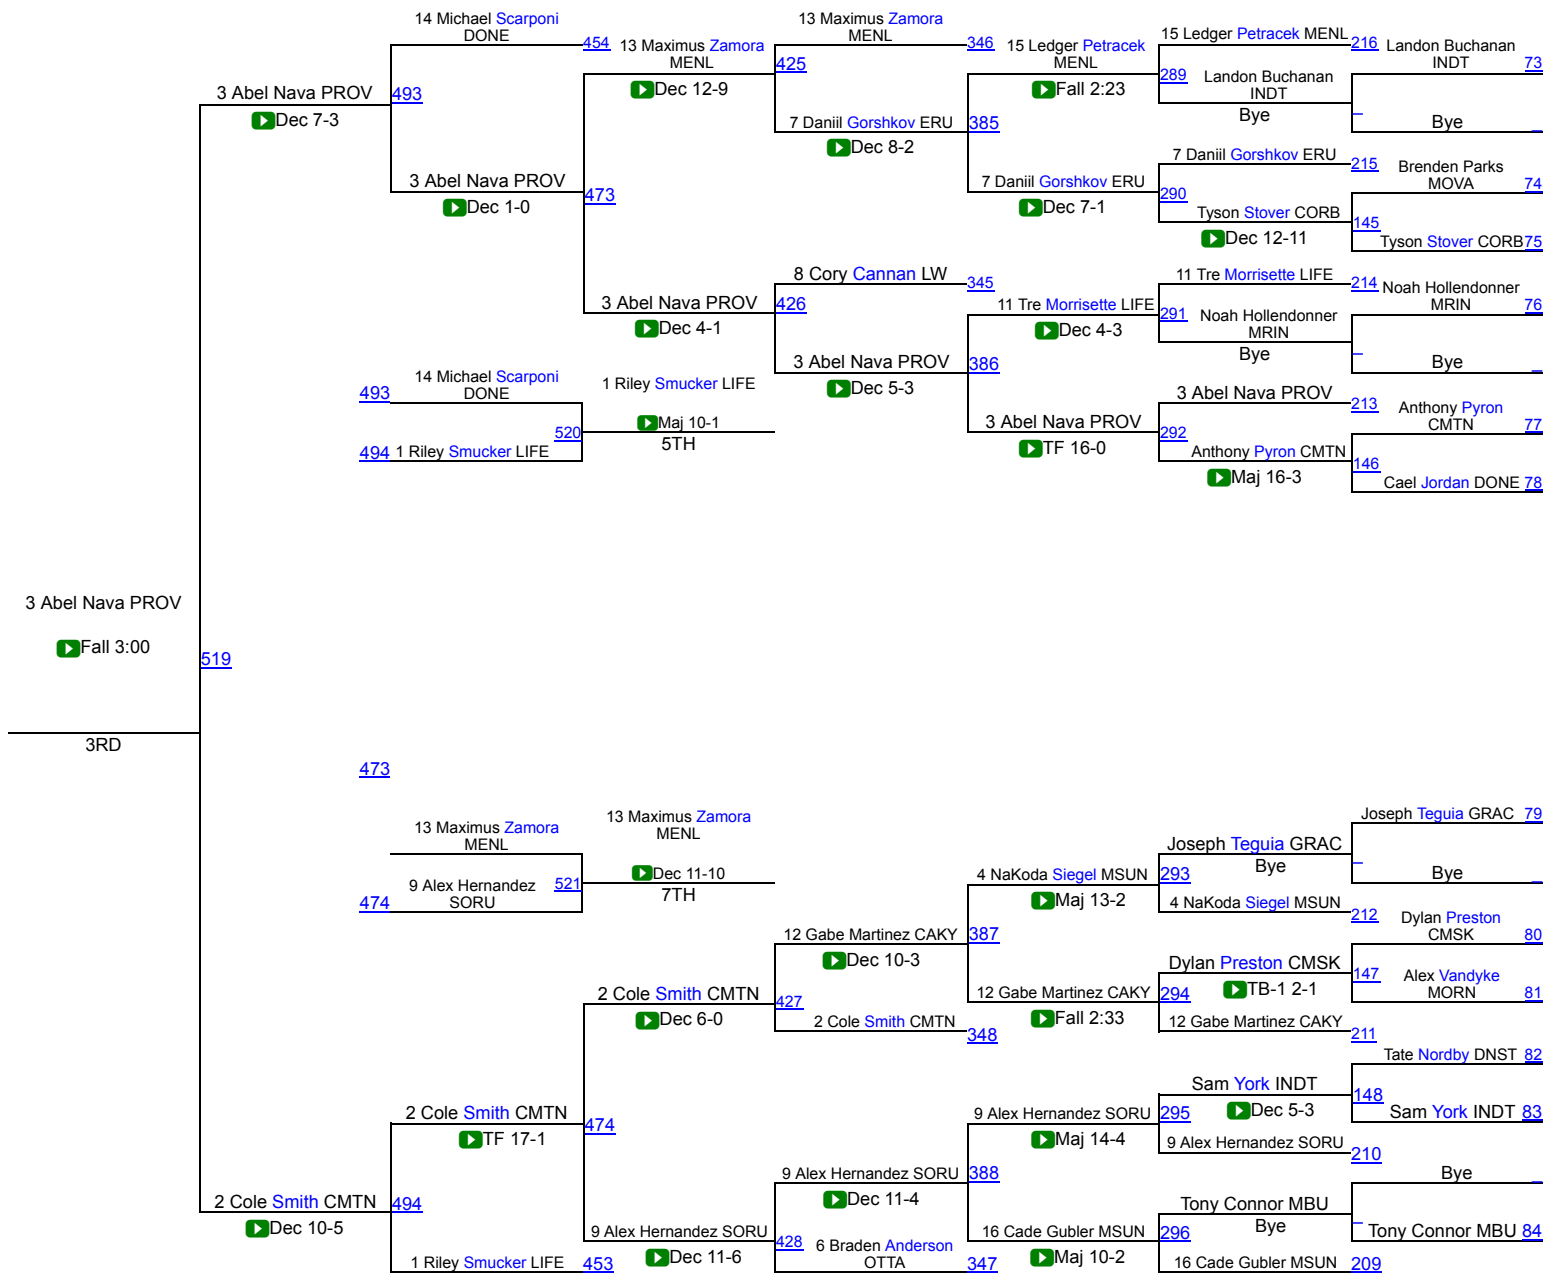 14 Michael Scarponi
DONE
454
13 Maximus Zamora
MENL
Dec 12-9
13 Maximus Zamora
MENL
346
425
15 Ledger Petracek
MENL
Fall 2:23
15 Ledger Petracek MENL
216
289
Landon Buchanan
INDT
73
Landon Buchanan
INDT
Bye
_
Bye
_
3 Abel Nava PROV
493
Dec 7-3
7 Daniil Gorshkov ERU
385
Dec 8-2
7 Daniil Gorshkov ERU
215
Brenden Parks
MOVA
74
3 Abel Nava PROV
473
Dec 1-0
7 Daniil Gorshkov ERU
290
Dec 7-1
Tyson Stover CORB
145
Dec 12-11
Tyson Stover CORB
75
8 Cory Cannan LW
345
11 Tre Morrisette LIFE
214
Noah Hollendonner
MRIN
76
3 Abel Nava PROV
426
Dec 4-1
11 Tre Morrisette LIFE
291
Dec 4-3
Noah Hollendonner
MRIN
Bye
_
Bye
_
3 Abel Nava PROV
386
Dec 5-3
14 Michael Scarponi
DONE
493
1 Riley Smucker LIFE
3 Abel Nava PROV
213
Anthony Pyron
CMTN
77
Maj 10-1
520
5TH
3 Abel Nava PROV
292
TF 16-0
494
1 Riley Smucker LIFE
Anthony Pyron CMTN
146
Maj 16-3
Cael Jordan DONE
78
3 Abel Nava PROV
Fall 3:00
519
3RD
473
13 Maximus Zamora
MENL
13 Maximus Zamora
MENL
Joseph Teguia GRAC
79
Joseph Teguia GRAC
Bye
_
Bye
_
9 Alex Hernandez
SORU
521
Dec 11-10
7TH
474
4 NaKoda Siegel MSUN
293
Maj 13-2
4 NaKoda Siegel MSUN
212
Dylan Preston
CMSK
80
12 Gabe Martinez CAKY
387
Dec 10-3
Dylan Preston CMSK
147
TB-1 2-1
Alex Vandyke
MORN
81
2 Cole Smith CMTN
427
Dec 6-0
12 Gabe Martinez CAKY
294
Fall 2:33
2 Cole Smith CMTN
348
12 Gabe Martinez CAKY
211
Tate Nordby DNST
82
Sam York INDT
148
Dec 5-3
Sam York INDT
83
2 Cole Smith CMTN
474
TF 17-1
9 Alex Hernandez SORU
295
Maj 14-4
9 Alex Hernandez SORU
210
9 Alex Hernandez SORU
388
Dec 11-4
Bye
_
2 Cole Smith CMTN
494
Dec 10-5
Tony Connor MBU
Bye
_
Tony Connor MBU
84
9 Alex Hernandez SORU
428
Dec 11-6
6 Braden Anderson
OTTA
347
16 Cade Gubler MSUN
296
Maj 10-2
1 Riley Smucker LIFE
453
16 Cade Gubler MSUN
209